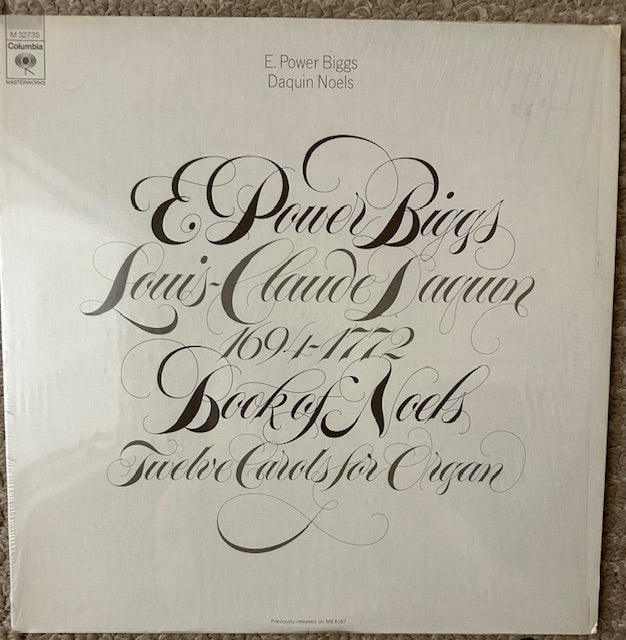 M 32735
Columbia
MASTERWORKS
E. Power Biggs
Daquin Noels
E Power Biggs
Louis-Claude Daquin
1694-1772
Book of Noels
Twelve Carols for Organ
Previously released on MS 6167